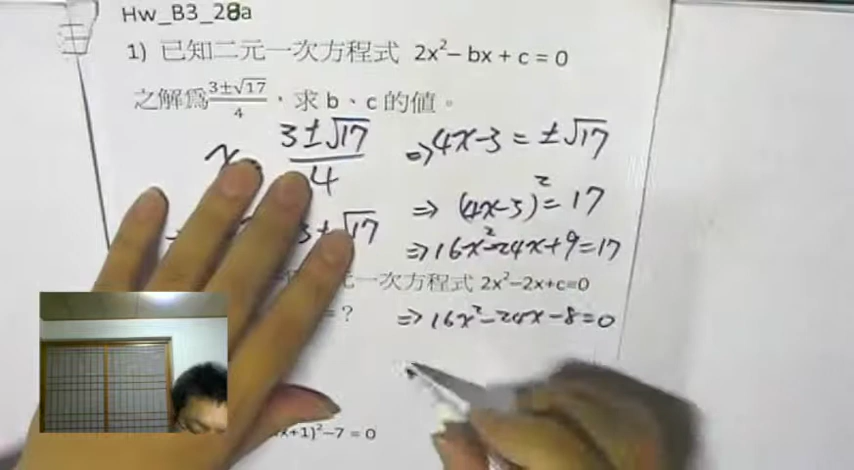 Hw_B3_28a
1) 已知二元一次方程式 2x²－bx + c = 0
之解為 (3±√17)/4，求 b、c 的值。
3±√17 / 4
⇒ 4x－3 = ±√17
⇒ (4x－3)² = 17
±√17
⇒ 16x²－24x+9=17
元一次方程式 2x²－2x+c=0
= ?
⇒ 16x²－24x－8=0
x+1)²－7 = 0